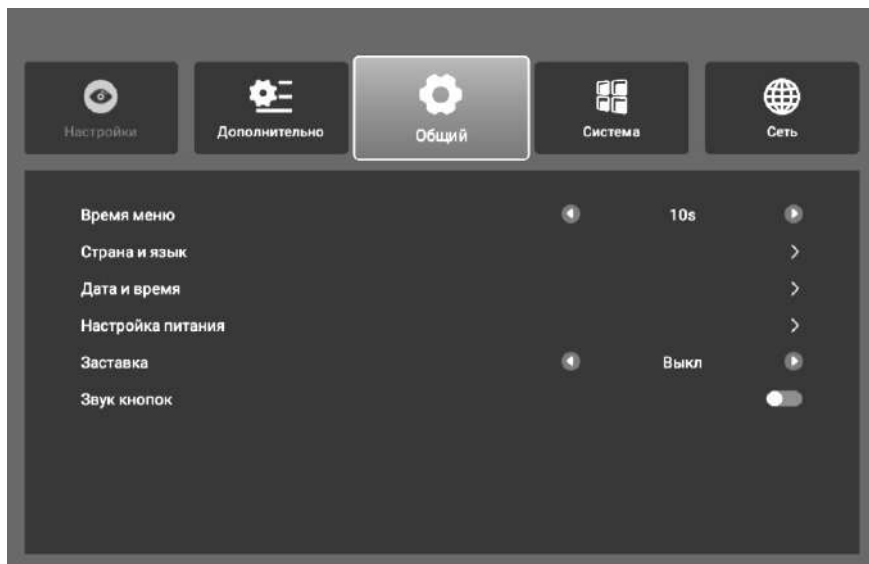 Настройки Дополнительно Общий Система Сеть
Время меню 10s
Страна и язык
Дата и время
Настройка питания
Заставка Выкл
Звук кнопок